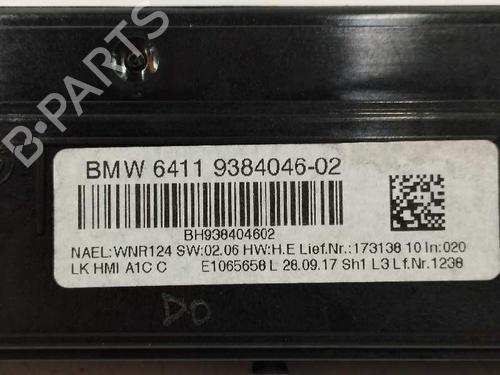 B-PARTS
BMW 6411 9384046-02
BH938404602
NAEL:WNR124 SW:02.06 HW:H.E Lief.Nr.:173138 10 In:020
LK HMI A1C C E1065658 L 28.09.17 Sh1 L3 Lf.Nr.1238
DO